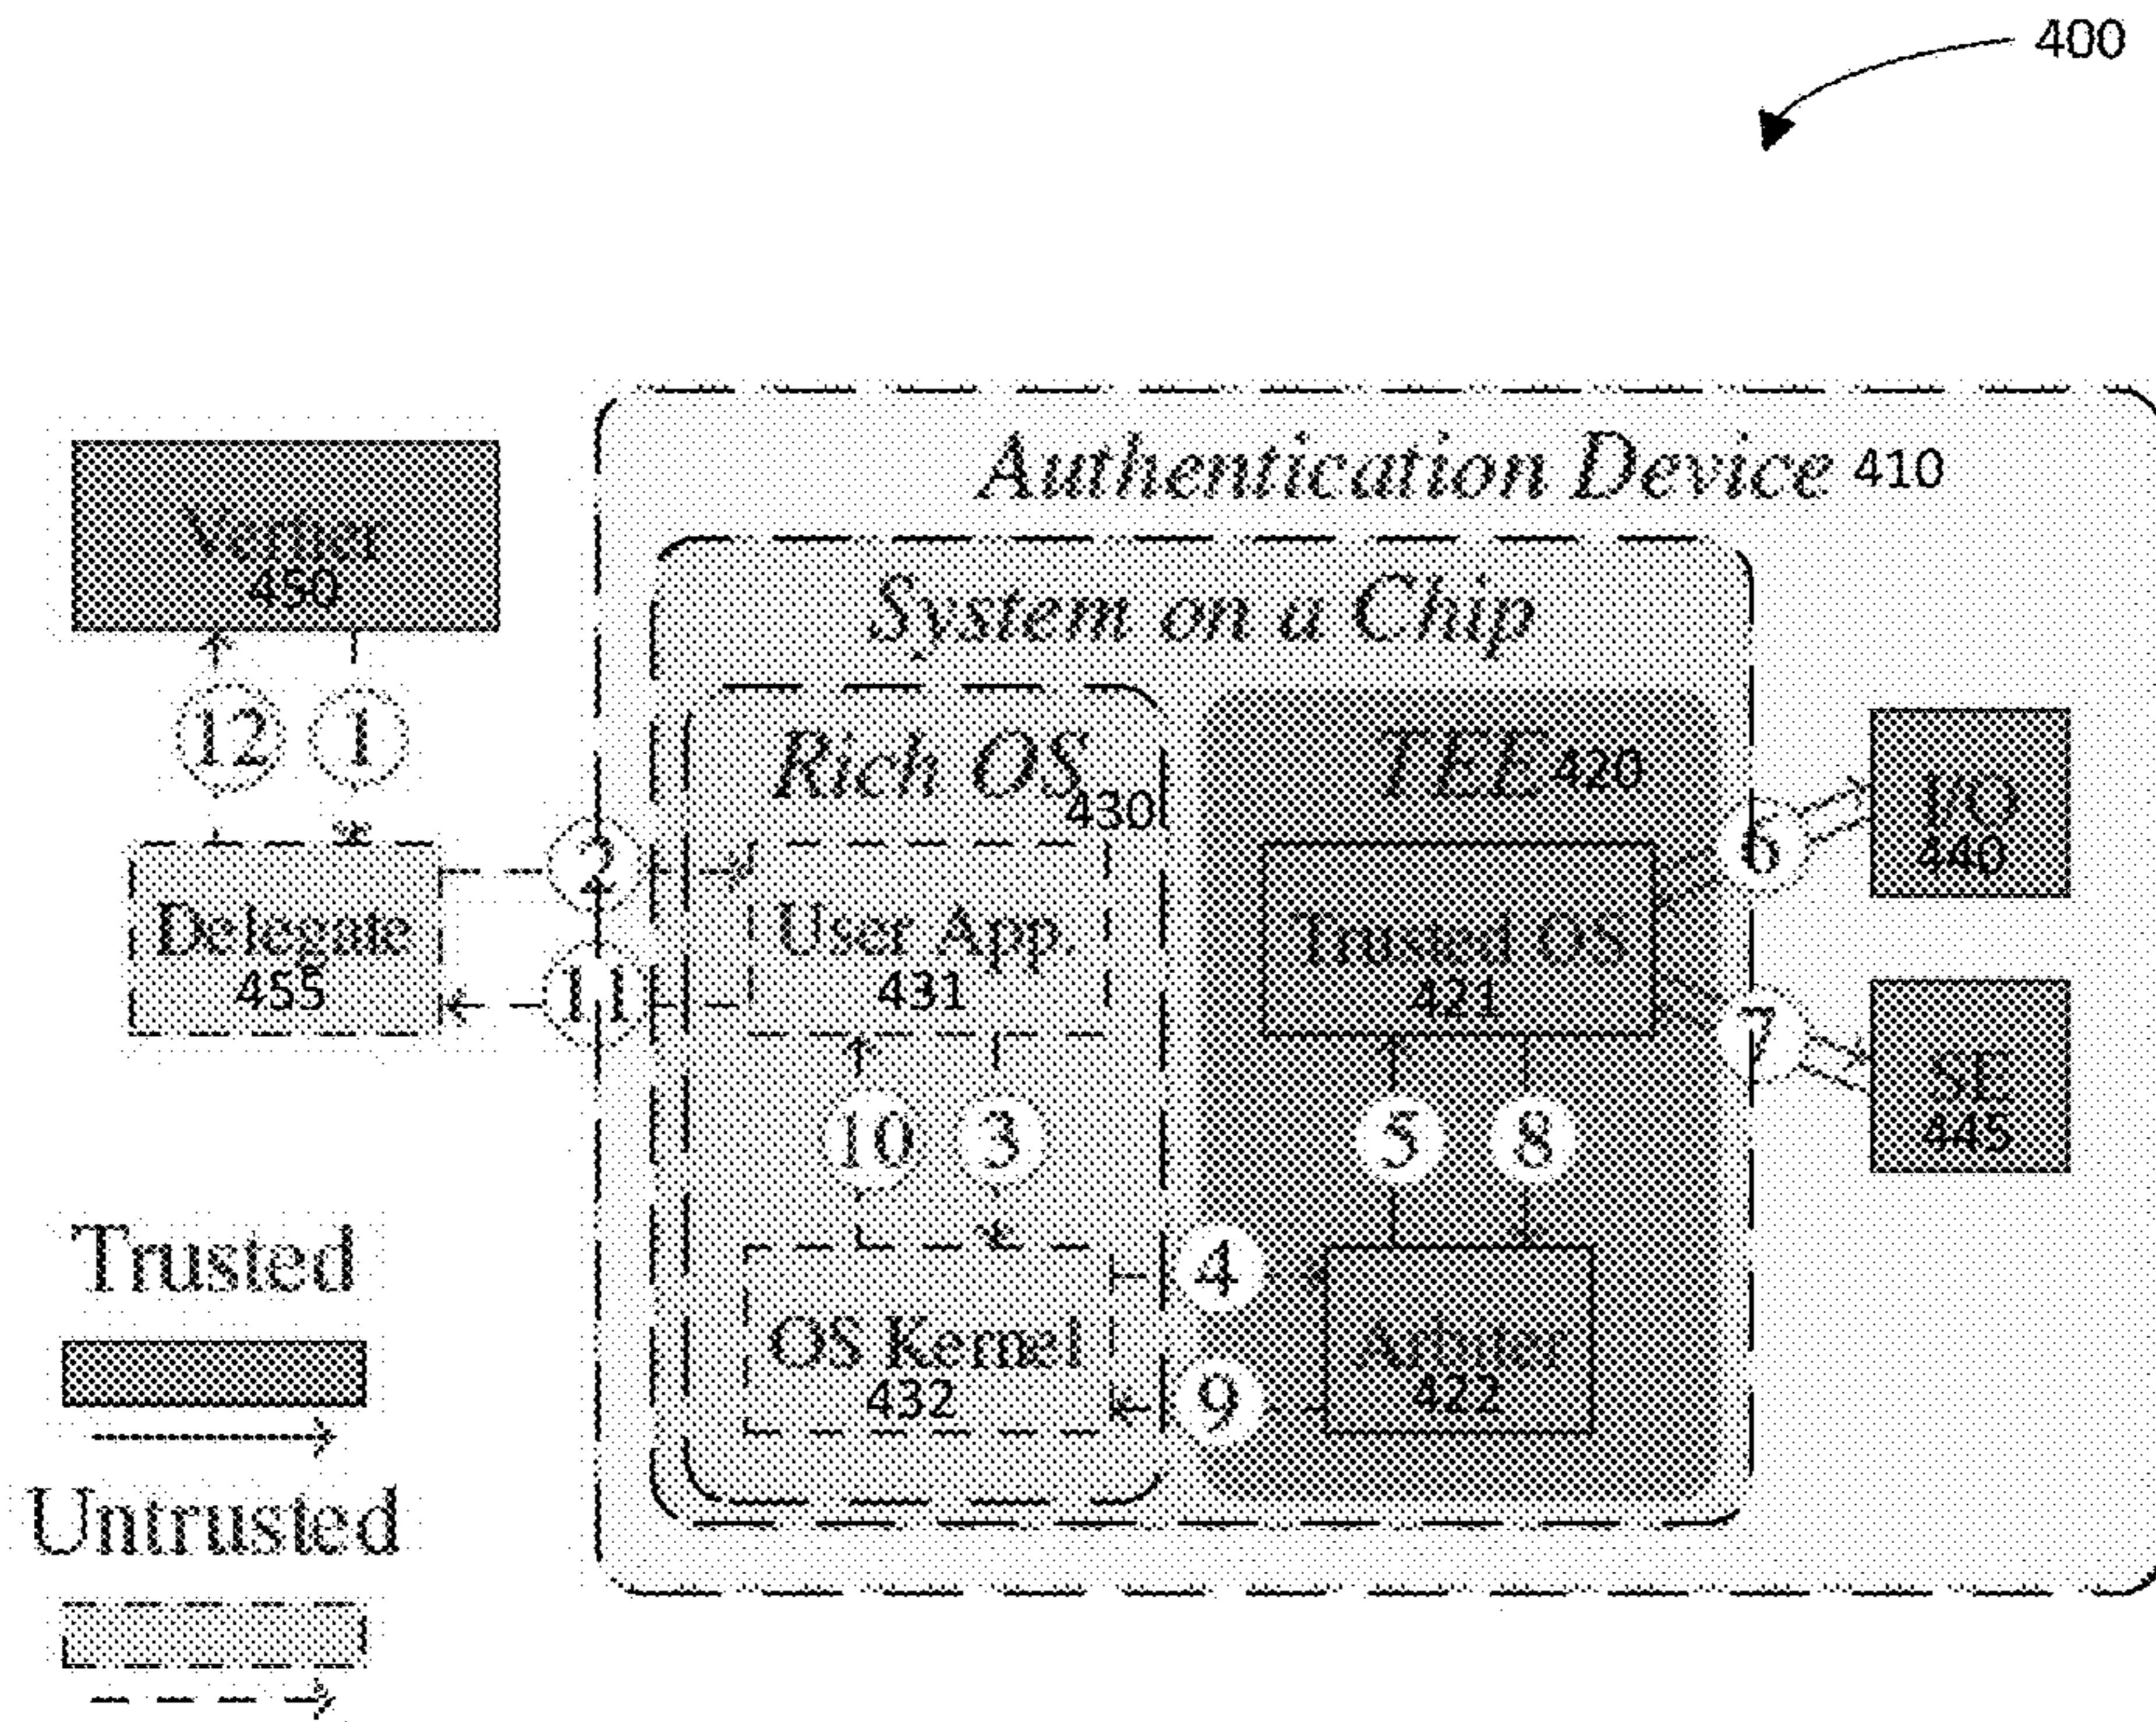 400
Authentication Device 410
System on a Chip
Verifier
450
12
1
Rich OS
430
TEE 420
I/O
440
2
6
User App.
431
Trusted OS
421
Delegate
455
11
7
SE
445
10
3
5
8
4
OS Kernel
432
Arbiter
422
9
Trusted
Untrusted